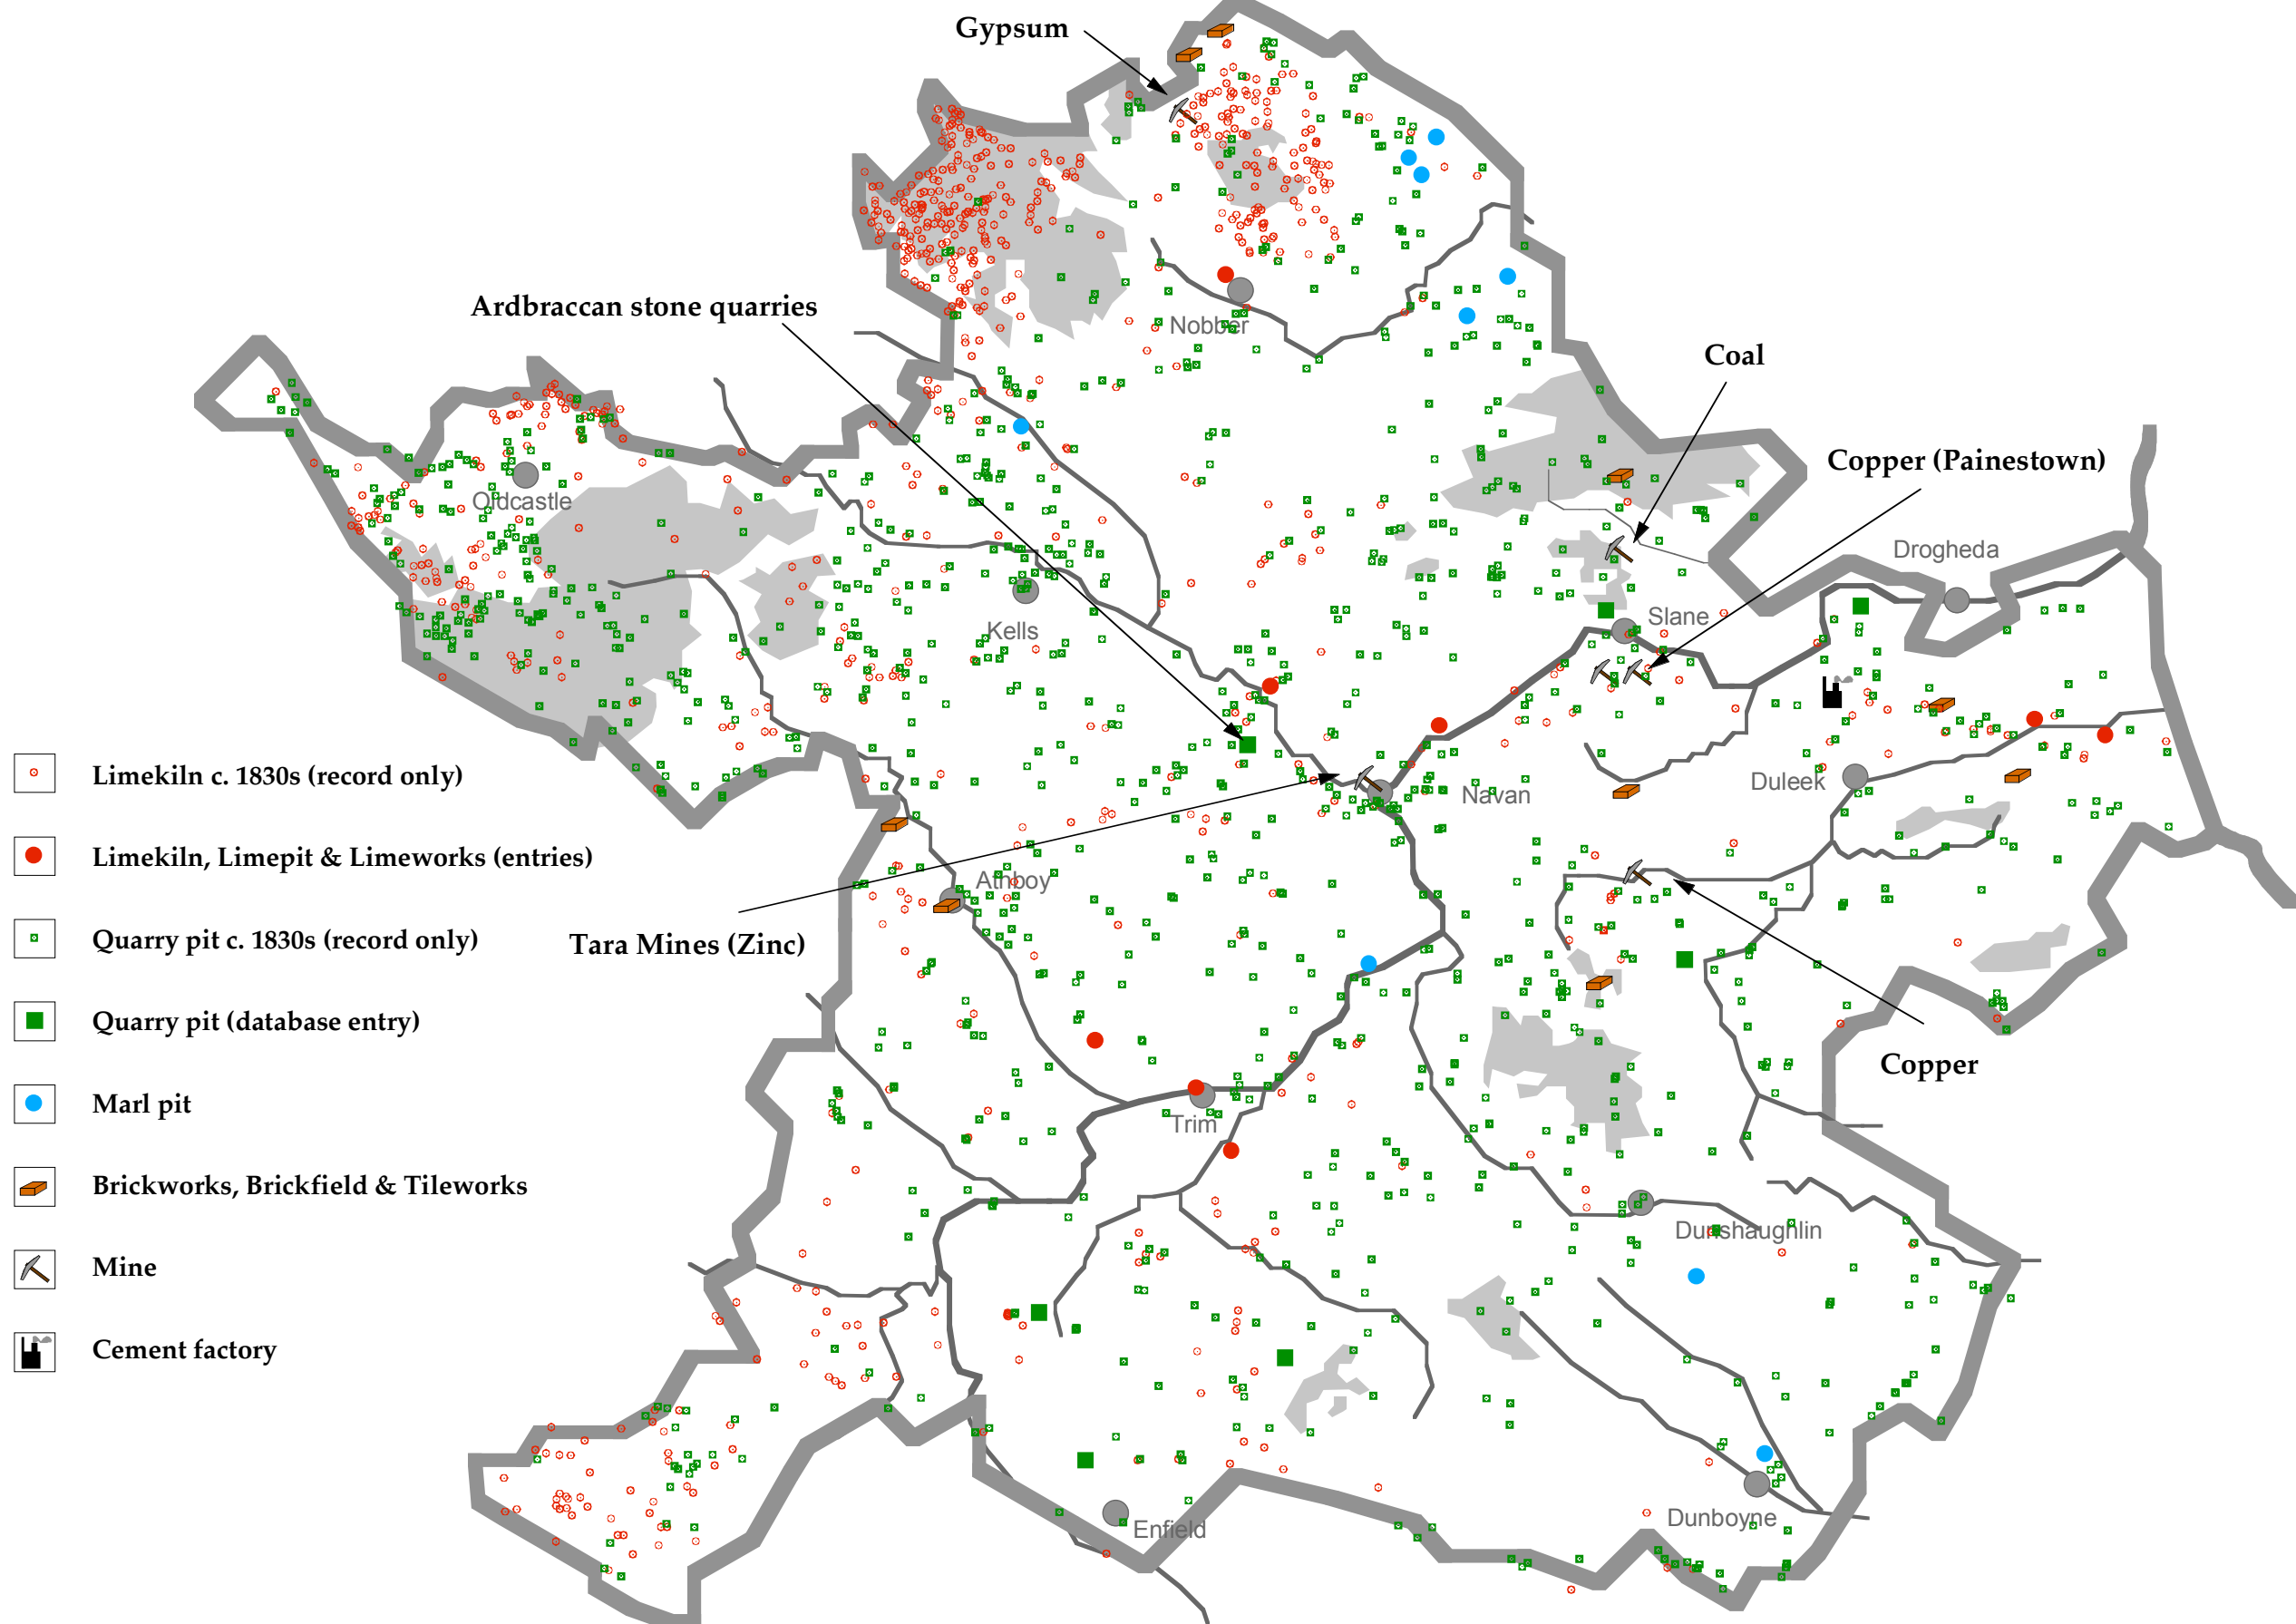 Gypsum
Ardbraccan stone quarries
Nobber
Coal
Copper (Painestown)
Oldcastle
Drogheda
Kells
Slane
Limekiln c. 1830s (record only)
Navan
Duleek
Limekiln, Limepit & Limeworks (entries)
Athboy
Quarry pit c. 1830s (record only)
Tara Mines (Zinc)
Quarry pit (database entry)
Copper
Marl pit
Trim
Brickworks, Brickfield & Tileworks
Dunshaughlin
Mine
Cement factory
Dunboyne
Enfield